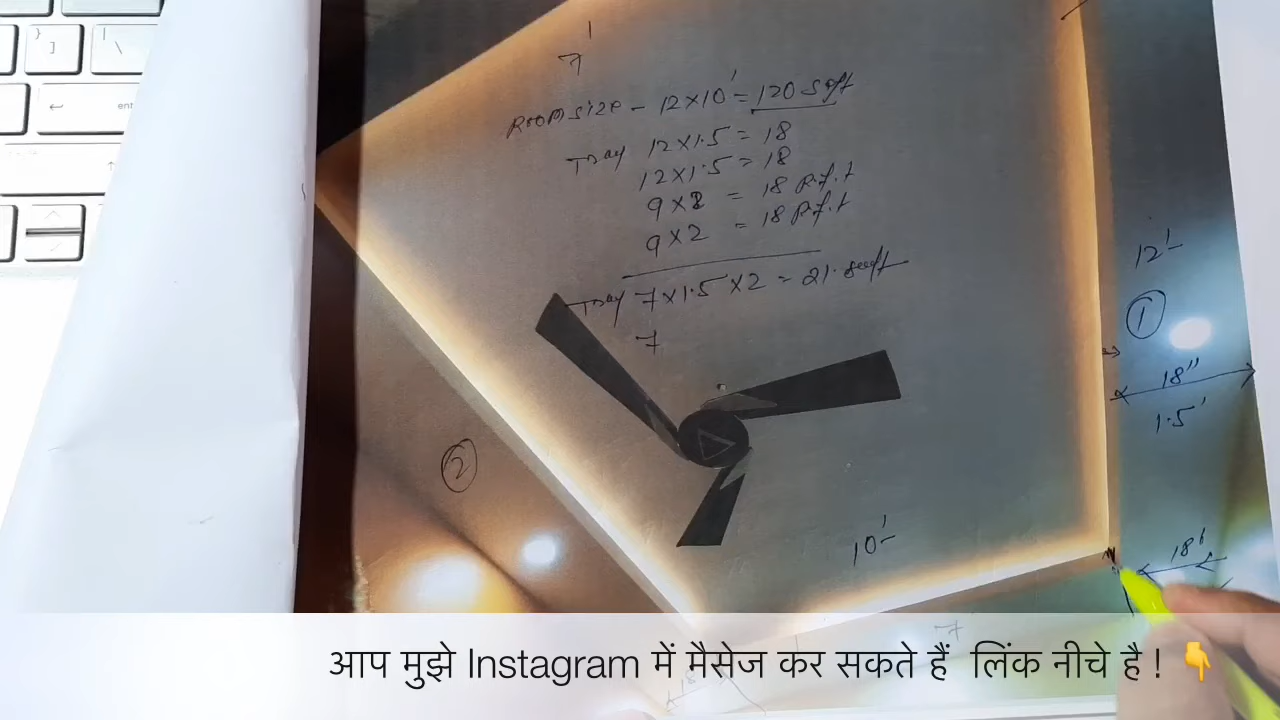 } ]
| \
enter
7'
ROOM SIZE - 12×10' = 120 Sqft
Tray 12×1.5 = 18
12×1.5 = 18
9×2 = 18 R.f.t
9×2 = 18 R.f.t
Tray 7×1.5×2 = 21 Sqft
7
12'
①
18"
1.5'
②
10'
18'
7
आप मुझे Instagram में मैसेज कर सकते हैं लिंक नीचे है ! 👇